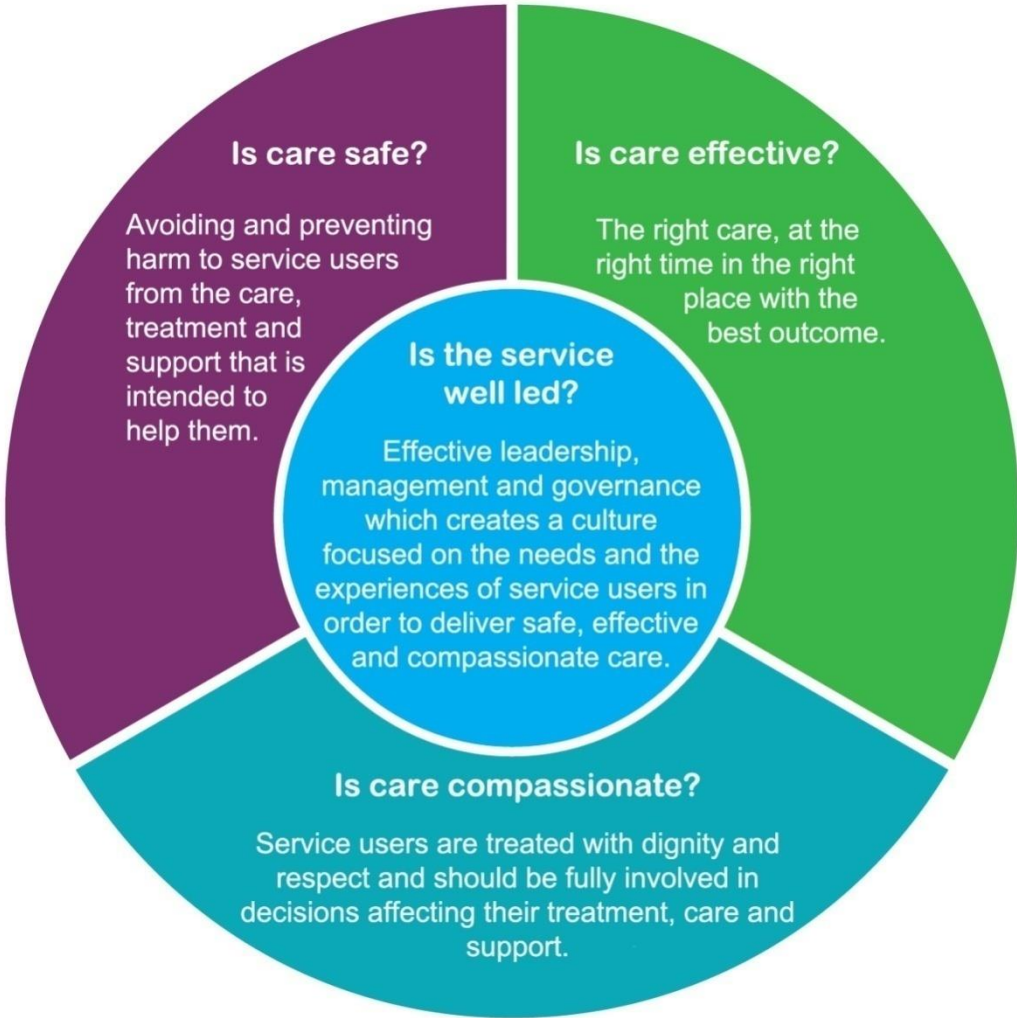 Is care safe?
Avoiding and preventing
harm to service users
from the care,
treatment and
support that is
intended to
help them.
Is care effective?
The right care, at the
right time in the right
place with the
best outcome.
Is the service
well led?
Effective leadership,
management and governance
which creates a culture
focused on the needs and the
experiences of service users in
order to deliver safe, effective
and compassionate care.
Is care compassionate?
Service users are treated with dignity and
respect and should be fully involved in
decisions affecting their treatment, care and
support.